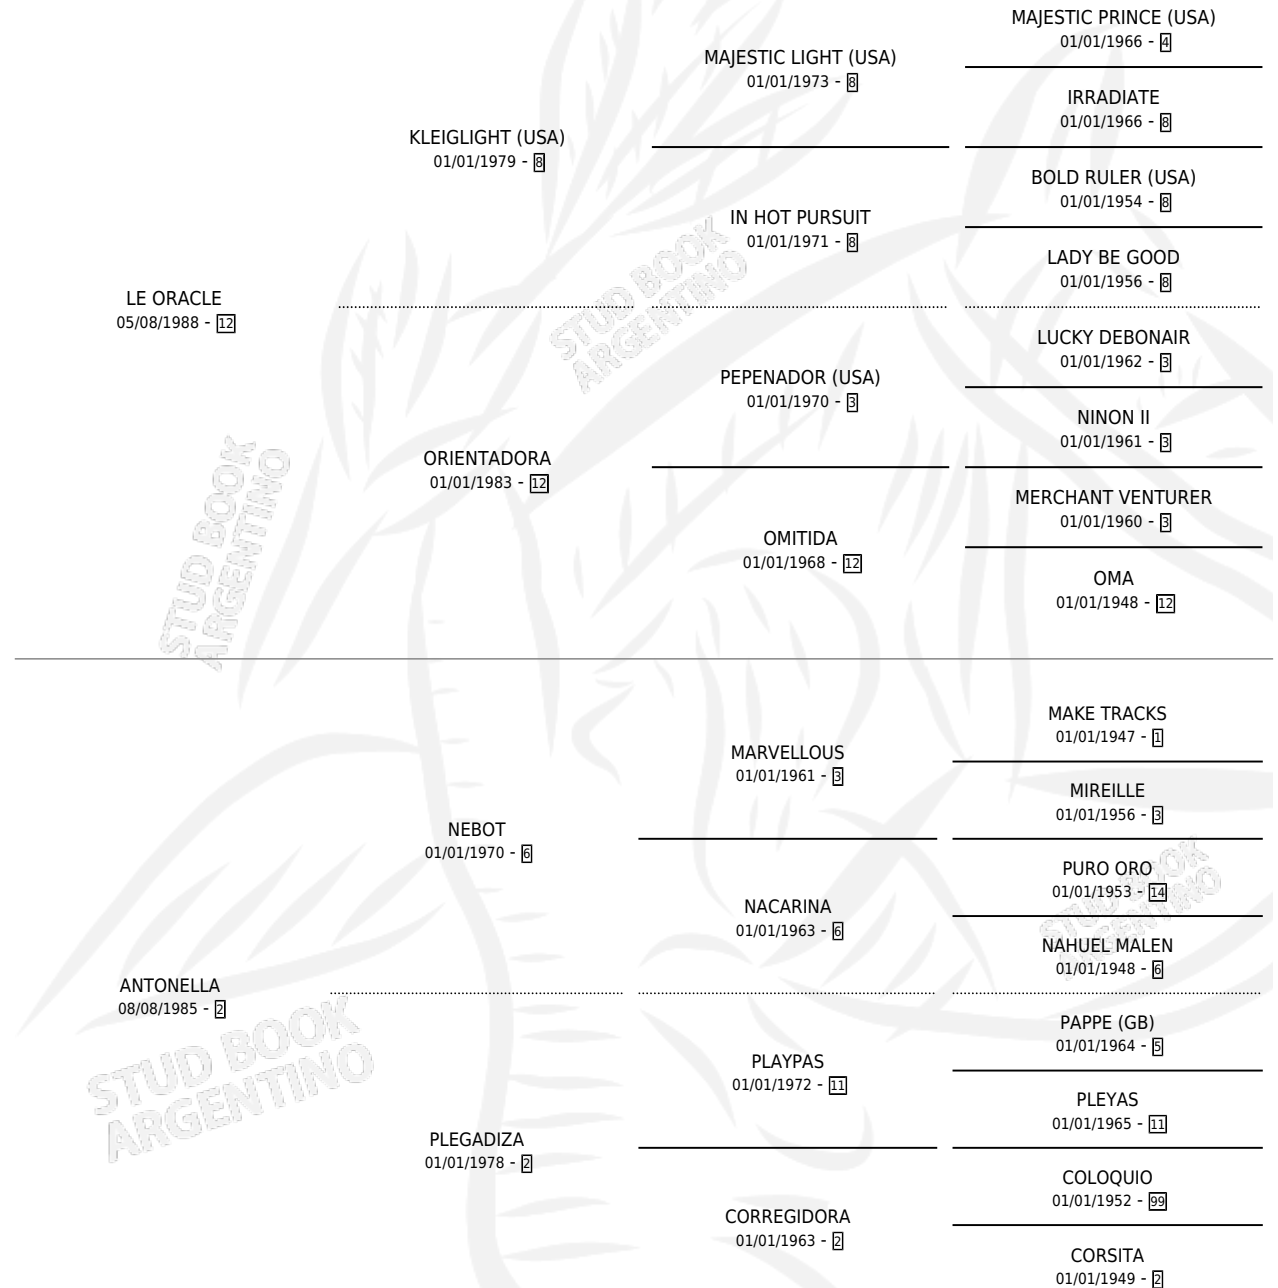 MAJESTIC PRINCE (USA)
01/01/1966 - 4
MAJESTIC LIGHT (USA)
01/01/1973 - 8
IRRADIATE
01/01/1966 - 8
KLEIGLIGHT (USA)
01/01/1979 - 8
BOLD RULER (USA)
01/01/1954 - 8
IN HOT PURSUIT
01/01/1971 - 8
LADY BE GOOD
01/01/1956 - 8
LE ORACLE
05/08/1988 - 12
LUCKY DEBONAIR
01/01/1962 - 3
PEPENADOR (USA)
01/01/1970 - 3
NINON II
01/01/1961 - 3
ORIENTADORA
01/01/1983 - 12
MERCHANT VENTURER
01/01/1960 - 3
OMITIDA
01/01/1968 - 12
OMA
01/01/1948 - 12
MAKE TRACKS
01/01/1947 - 1
MARVELLOUS
01/01/1961 - 3
MIREILLE
01/01/1956 - 3
NEBOT
01/01/1970 - 6
PURO ORO
01/01/1953 - 14
NACARINA
01/01/1963 - 6
NAHUEL MALEN
01/01/1948 - 6
ANTONELLA
08/08/1985 - 2
PAPPE (GB)
01/01/1964 - 5
PLAYPAS
01/01/1972 - 11
PLEYAS
01/01/1965 - 11
PLEGADIZA
01/01/1978 - 2
COLOQUIO
01/01/1952 - 99
CORREGIDORA
01/01/1963 - 2
CORSITA
01/01/1949 - 2
STUD BOOK
ARGENTINO
STUD BOOK
ARGENTINO
STUD BOOK
ARGENTINO
STUD BOOK
ARGENTINO